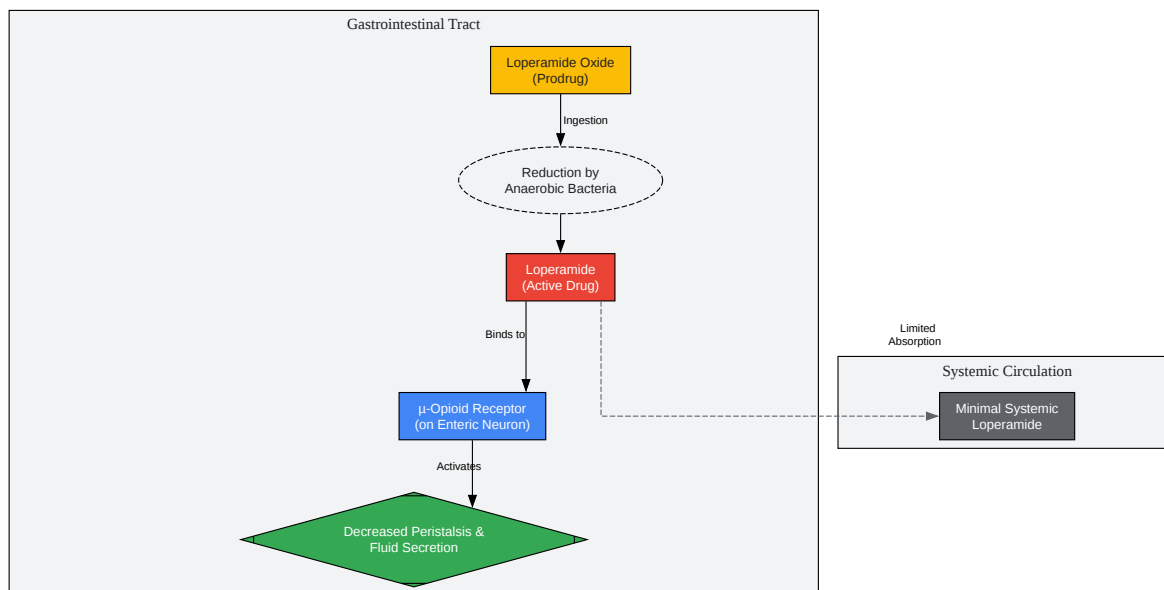 Gastrointestinal Tract
Loperamide Oxide
(Prodrug)
Ingestion
Reduction by
Anaerobic Bacteria
Loperamide
(Active Drug)
Binds to
Limited
Absorption
Systemic Circulation
µ-Opioid Receptor
(on Enteric Neuron)
Minimal Systemic
Loperamide
Activates
Decreased Peristalsis &
Fluid Secretion